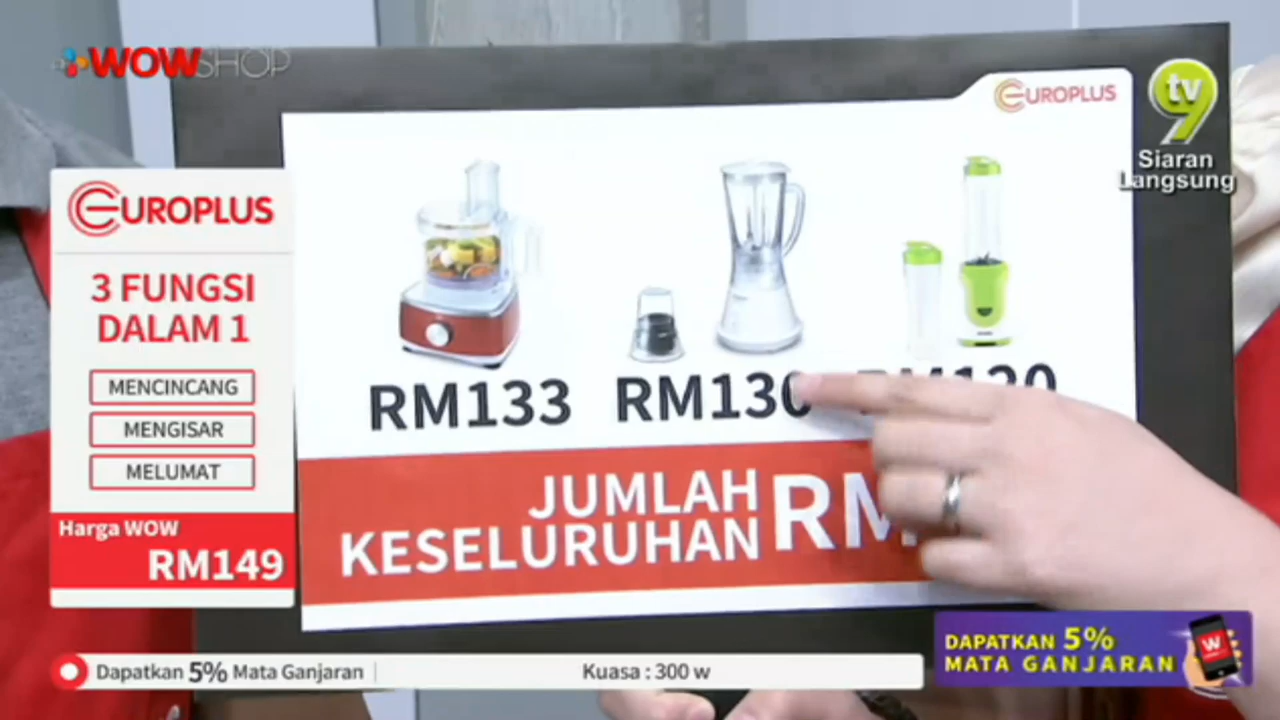 WOWSHOP
EUROPLUS
tv9
Siaran
Langsung
EUROPLUS
3 FUNGSI
DALAM 1
MENCINCANG
MENGISAR
MELUMAT
Harga WOW
RM149
RM133
RM130
JUMLAH
KESELURUHAN
RM
Dapatkan 5% Mata Ganjaran
Kuasa : 300 w
DAPATKAN 5%
MATA GANJARAN
W